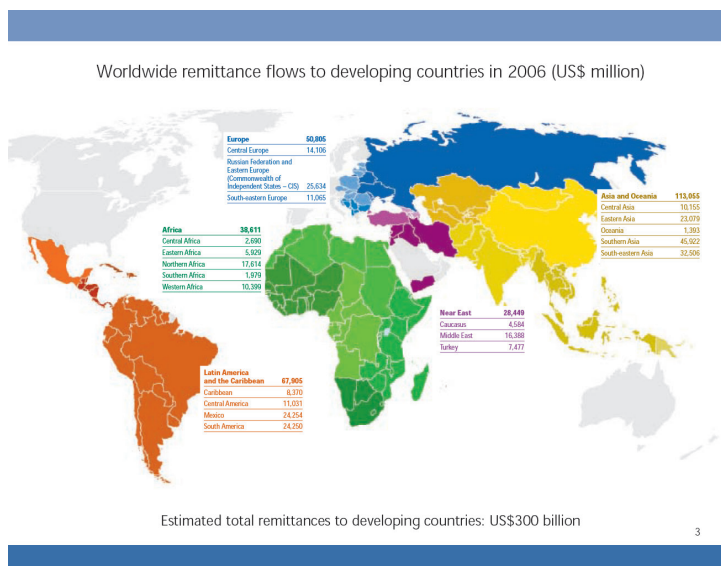 Worldwide remittance flows to developing countries in 2006 (US$ million)
Europe 50,805
Central Europe 14,106
Russian Federation and
Eastern Europe
(Commonwealth of
Independent States – CIS) 25,634
South-eastern Europe 11,065
Asia and Oceania 113,055
Central Asia 10,155
Eastern Asia 23,079
Oceania 1,393
Southern Asia 45,922
South-eastern Asia 32,506
Africa 38,611
Central Africa 2,690
Eastern Africa 5,929
Northern Africa 17,614
Southern Africa 1,979
Western Africa 10,399
Near East 28,449
Caucasus 4,584
Middle East 16,388
Turkey 7,477
Latin America
and the Caribbean 67,905
Caribbean 8,370
Central America 11,031
Mexico 24,254
South America 24,250
Estimated total remittances to developing countries: US$300 billion
3